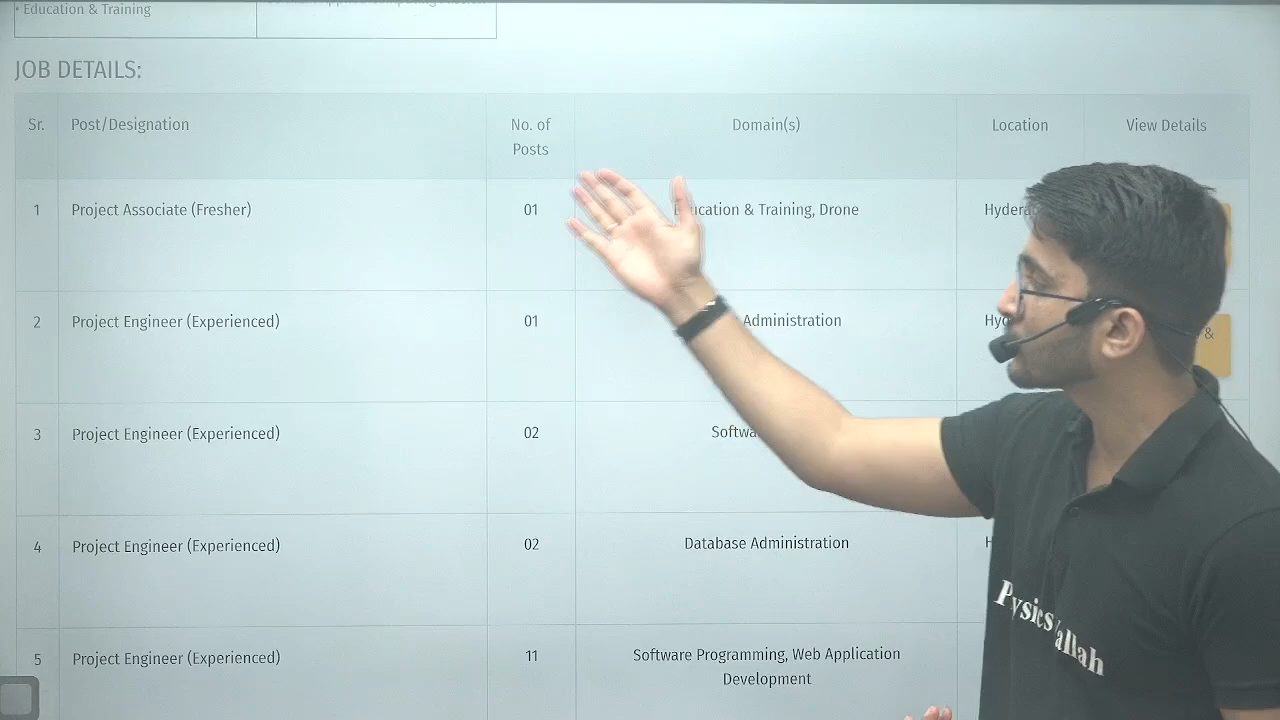 • Education & Training
JOB DETAILS:
Sr. Post/Designation No. of Posts Domain(s) Location View Details
1 Project Associate (Fresher) 01 Education & Training, Drone
2 Project Engineer (Experienced) 01 Administration &
3 Project Engineer (Experienced) 02
4 Project Engineer (Experienced) 02 Database Administration
5 Project Engineer (Experienced) 11 Software Programming, Web Application
Development
Pysics
allah